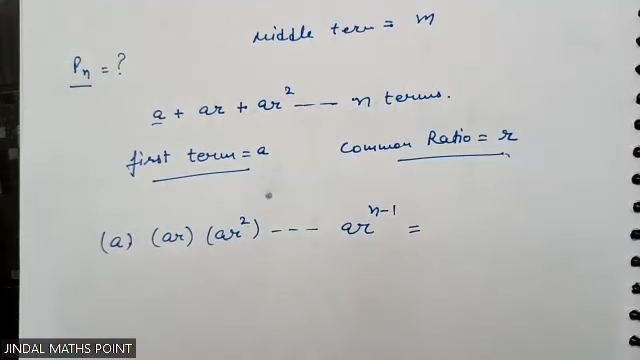 middle term = m
Pn = ?
a + ar + ar² -- n terms.
first term = a
Common Ratio = r
(a) (ar) (ar²) --- arⁿ⁻¹ =
JINDAL MATHS POINT